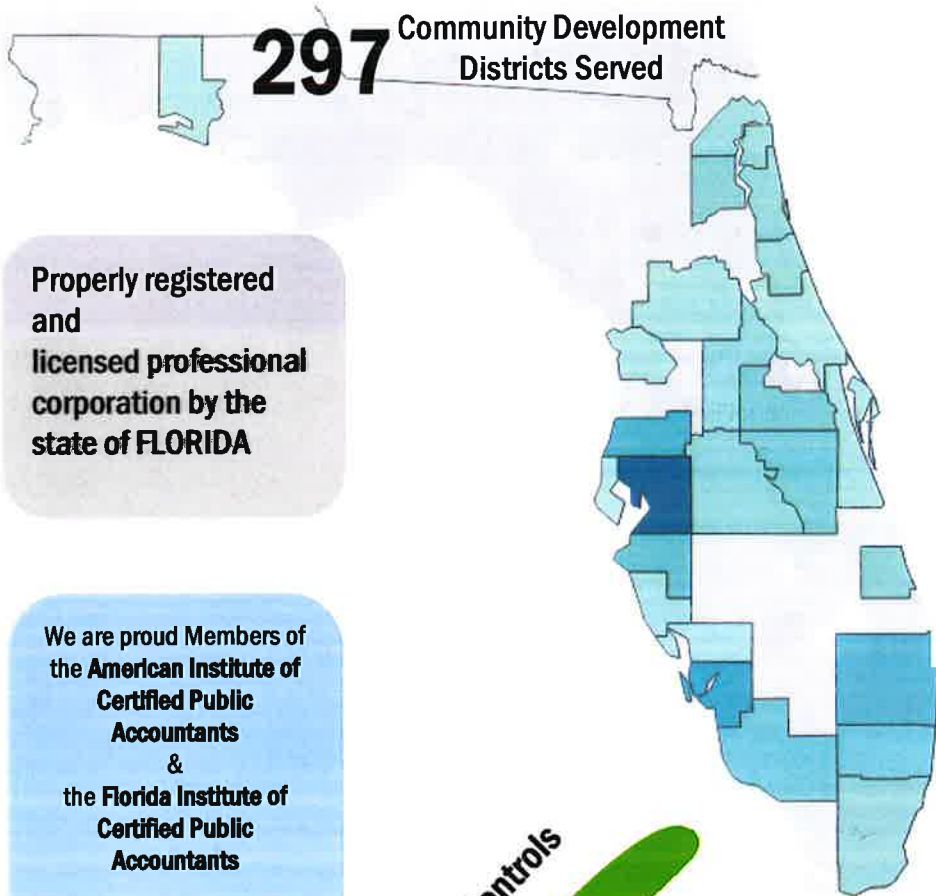 297
Community Development
Districts Served
Properly registered
and
licensed professional
corporation by the
state of FLORIDA
We are proud Members of
the American Institute of
Certified Public
Accountants
&
the Florida Institute of
Certified Public
Accountants